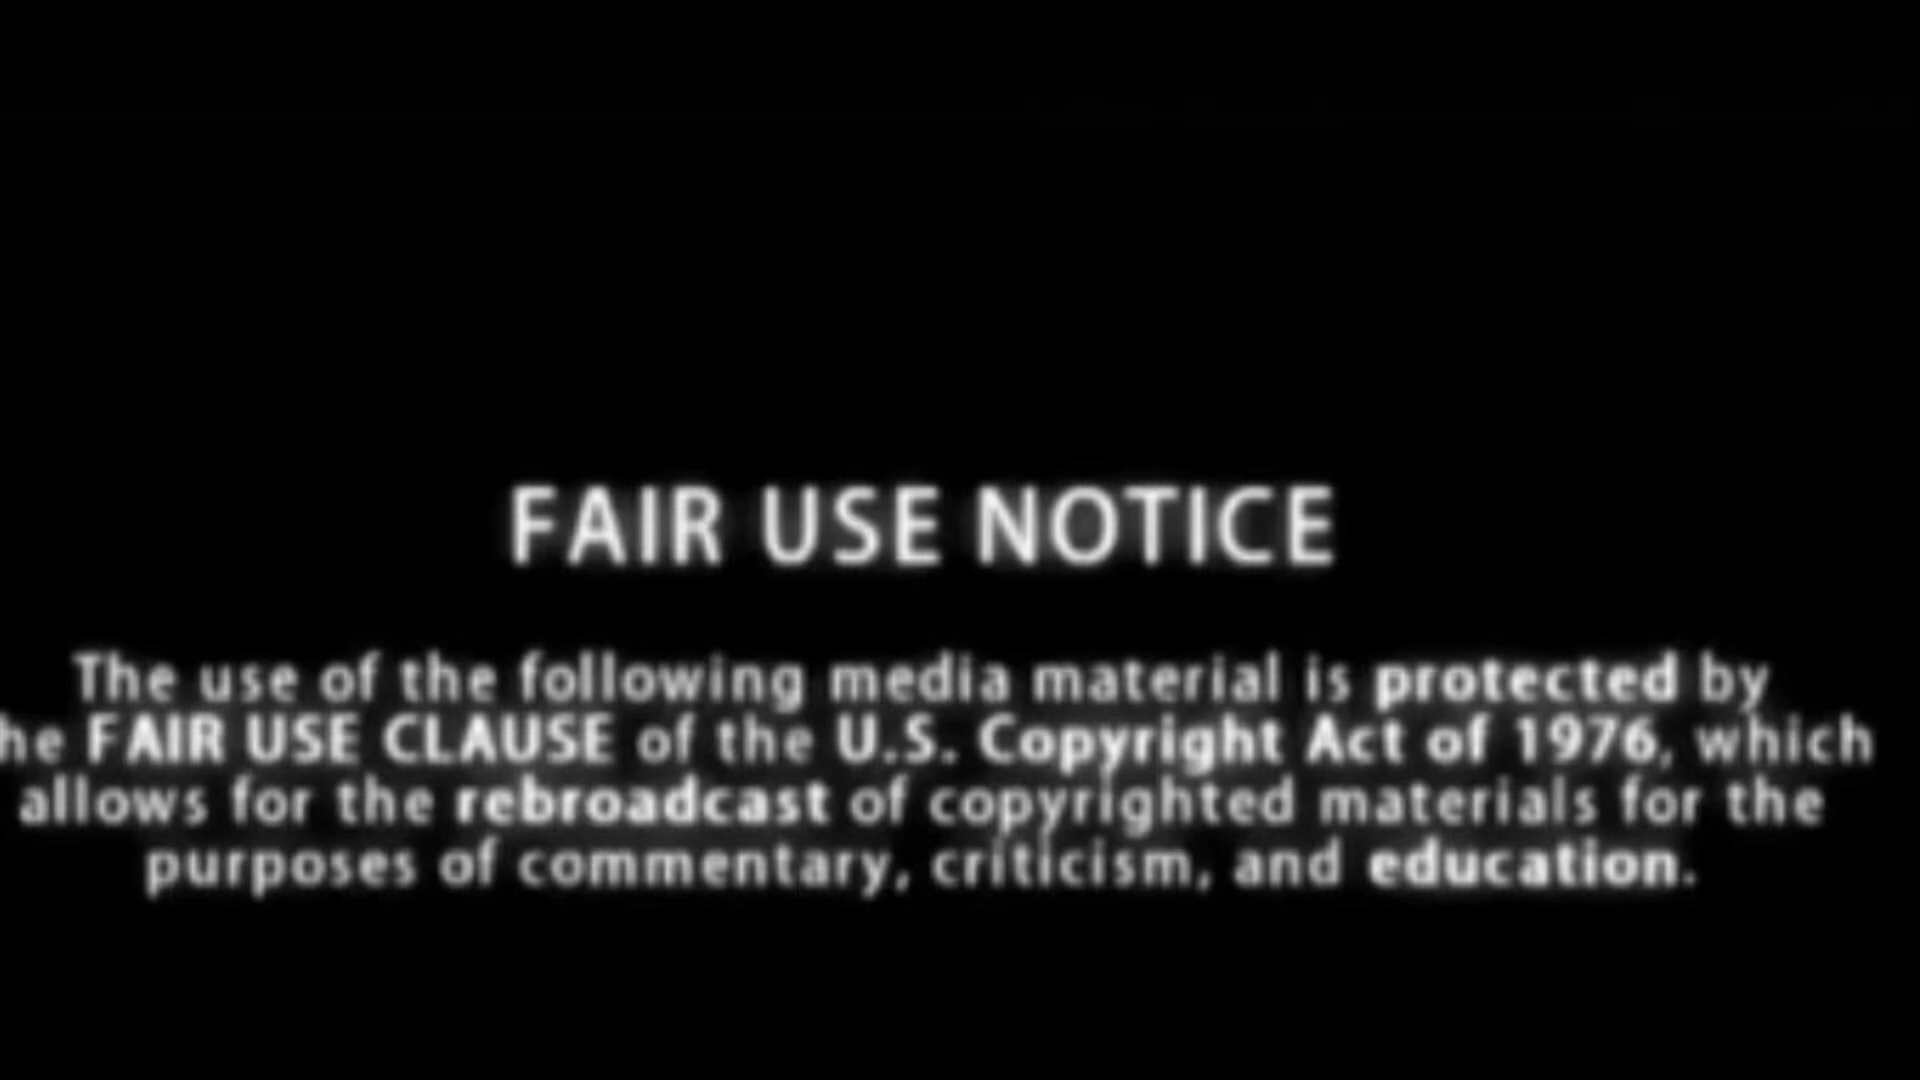 FAIR USE NOTICE
The use of the following media material is protected by
he FAIR USE CLAUSE of the U.S. Copyright Act of 1976, which
allows for the rebroadcast of copyrighted materials for the
purposes of commentary, criticism, and education.